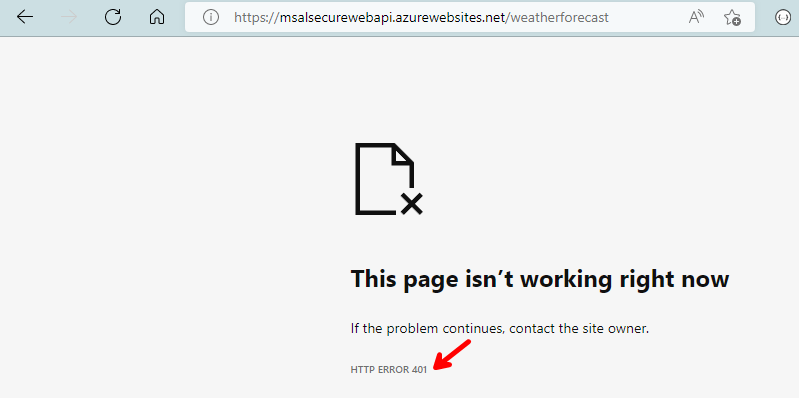 https://msalsecurewebapi.azurewebsites.net/weatherforecast
This page isn’t working right now
If the problem continues, contact the site owner.
HTTP ERROR 401